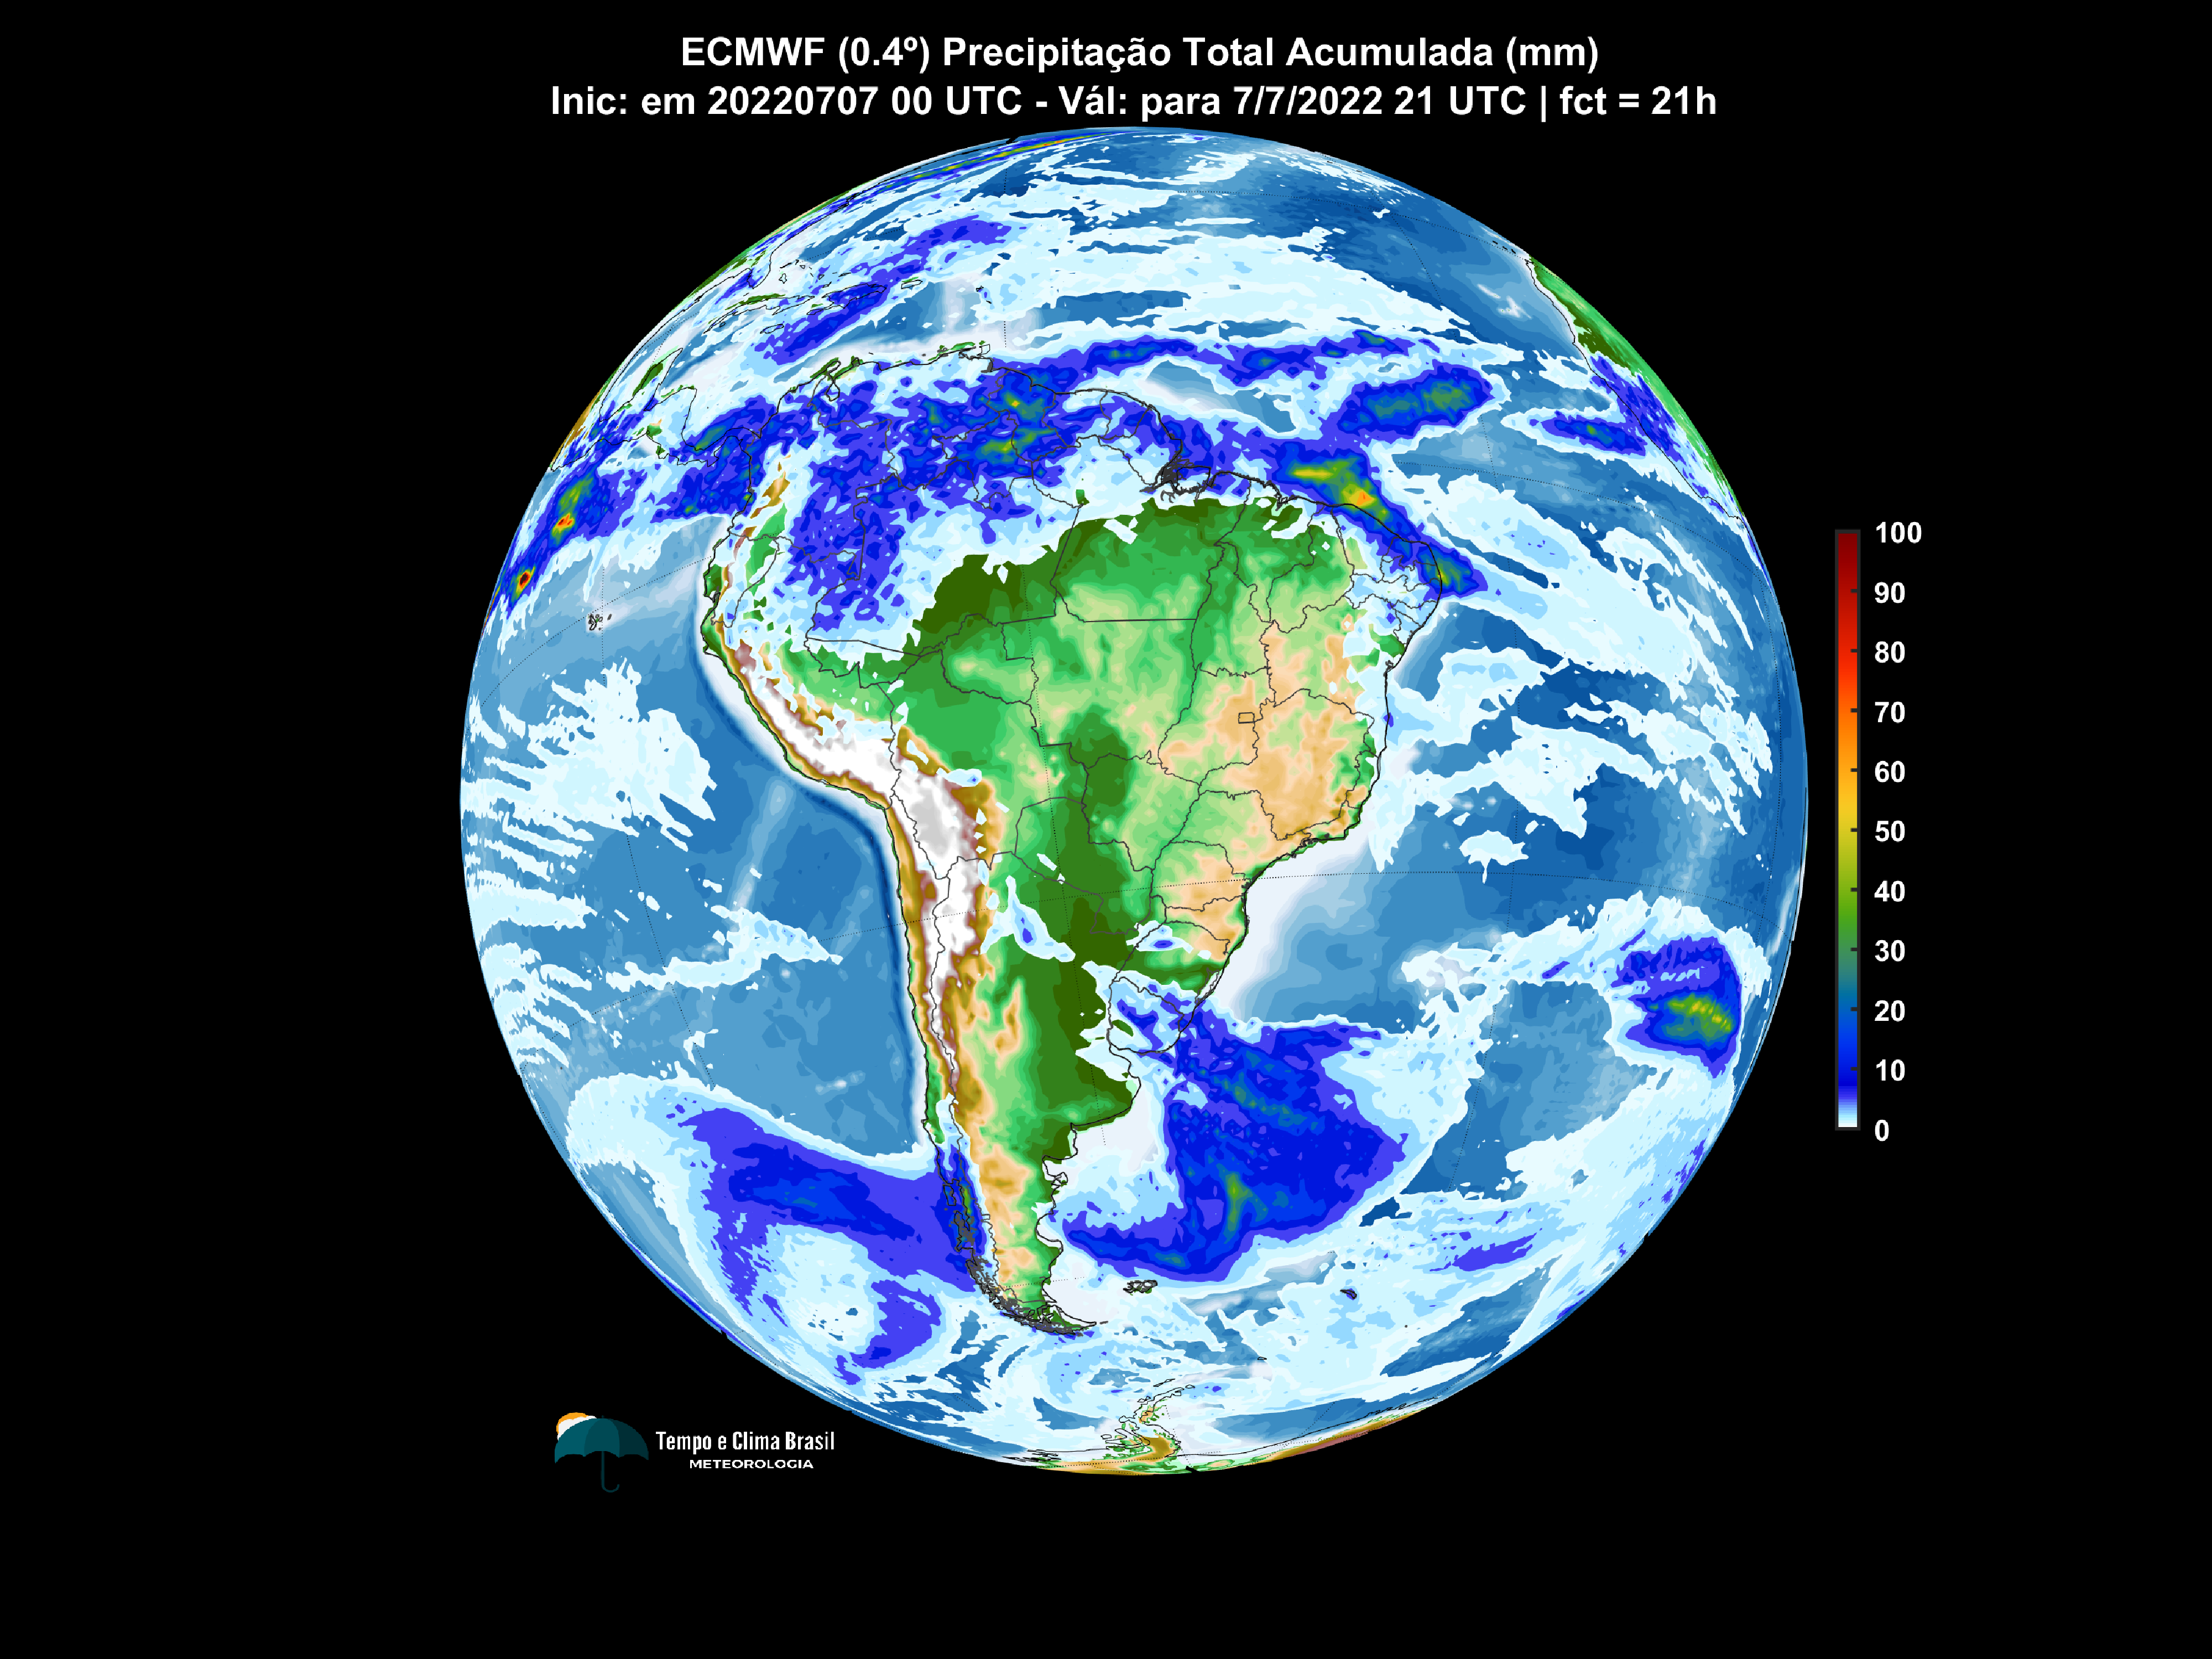 ECMWF (0.4º) Precipitação Total Acumulada (mm)
Inic: em 20220707 00 UTC - Vál: para 7/7/2022 21 UTC | fct = 21h
100
90
80
70
60
50
40
30
20
10
0
Tempo e Clima Brasil
METEOROLOGIA